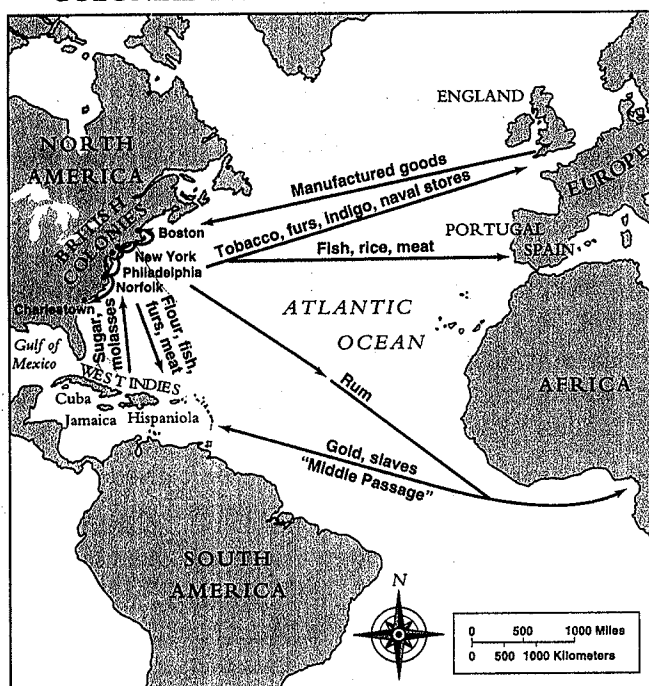 ENGLAND
NORTH
AMERICA
EUROPE
Manufactured goods
Tobacco, furs, indigo, naval stores
BRITISH
COLONIES
Boston
PORTUGAL
SPAIN
Fish, rice, meat
New York
Philadelphia
Norfolk
Charlestown
Sugar,
molasses
Flour, fish,
furs, meat
ATLANTIC
OCEAN
Gulf of
Mexico
WEST INDIES
Rum
AFRICA
Cuba
Jamaica
Hispaniola
Gold, slaves
"Middle Passage"
SOUTH
AMERICA
N
0 500 1000 Miles
0 500 1000 Kilometers